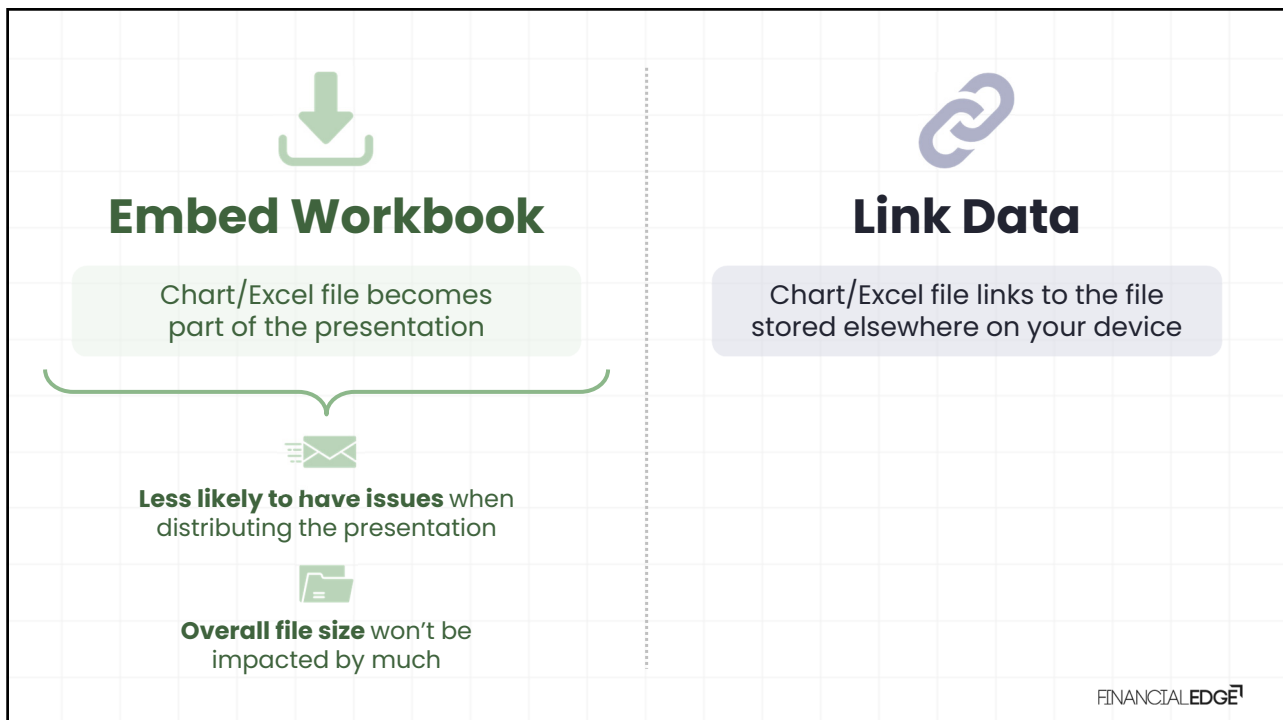 Embed Workbook
Chart/Excel file becomes
part of the presentation
Less likely to have issues when
distributing the presentation
Overall file size won't be
impacted by much
Link Data
Chart/Excel file links to the file
stored elsewhere on your device
FINANCIALEDGE